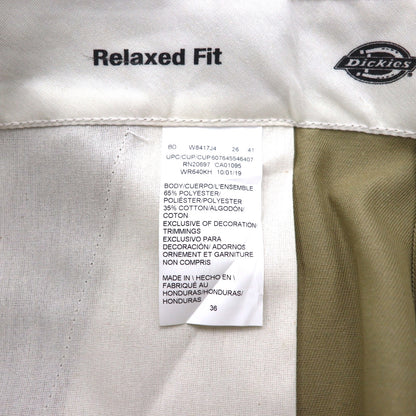 Relaxed Fit
Dickies
BD W8417J4 26 41
UPC/CUP/CUP607645546407
RN20697 CA01095
WR640KH 10/01/19
BODY/CUERPO/L'ENSEMBLE
65% POLYESTER/
POLIÉSTER/POLYESTER
35% COTTON/ALGODÓN/
COTON
EXCLUSIVE OF DECORATION/
TRIMMINGS
EXCLUSIVO PARA
DECORACIÓN/ ADORNOS
ORNEMENT ET GARNITURE
NON COMPRIS
MADE IN \ HECHO EN \
FABRIQUÉ AU
HONDURAS/HONDURAS/
HONDURAS
36